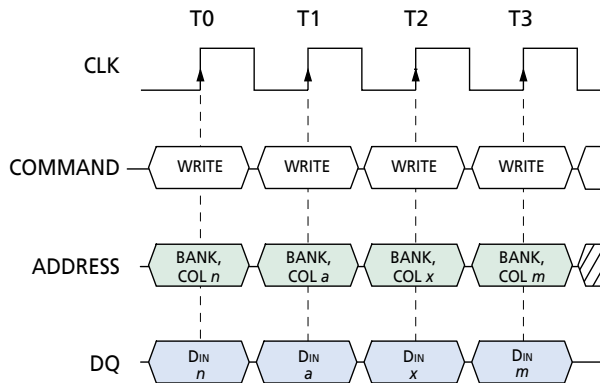 T0 T1 T2 T3
CLK
COMMAND WRITE WRITE WRITE WRITE
ADDRESS BANK, COL n BANK, COL a BANK, COL x BANK, COL m
DQ DIN n DIN a DIN x DIN m